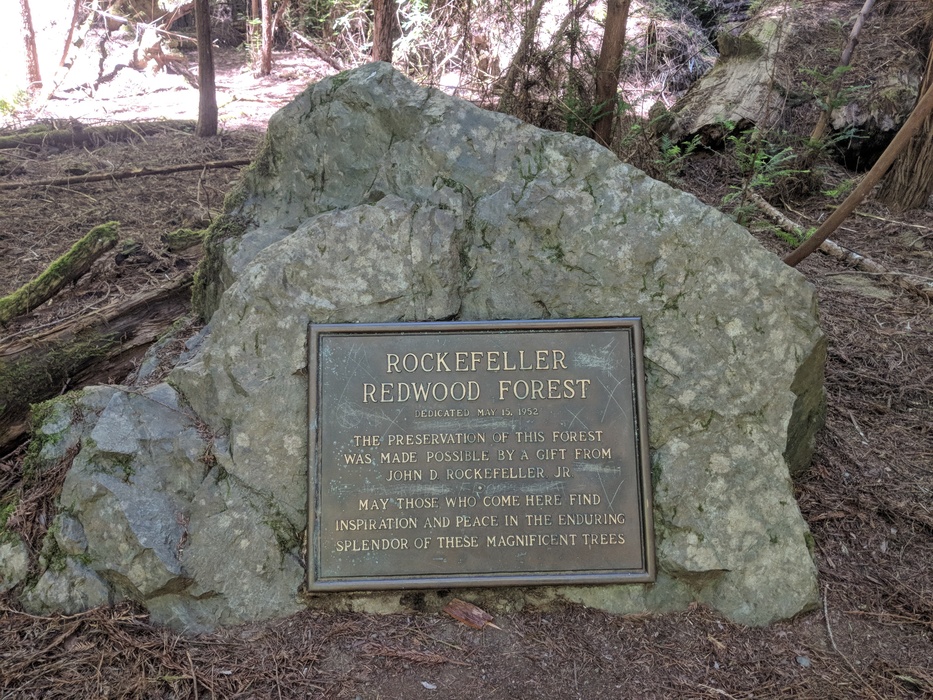 ROCKEFELLER
REDWOOD FOREST
DEDICATED MAY 15, 1952
THE PRESERVATION OF THIS FOREST
WAS MADE POSSIBLE BY A GIFT FROM
JOHN D. ROCKEFELLER JR
MAY THOSE WHO COME HERE FIND
INSPIRATION AND PEACE IN THE ENDURING
SPLENDOR OF THESE MAGNIFICENT TREES